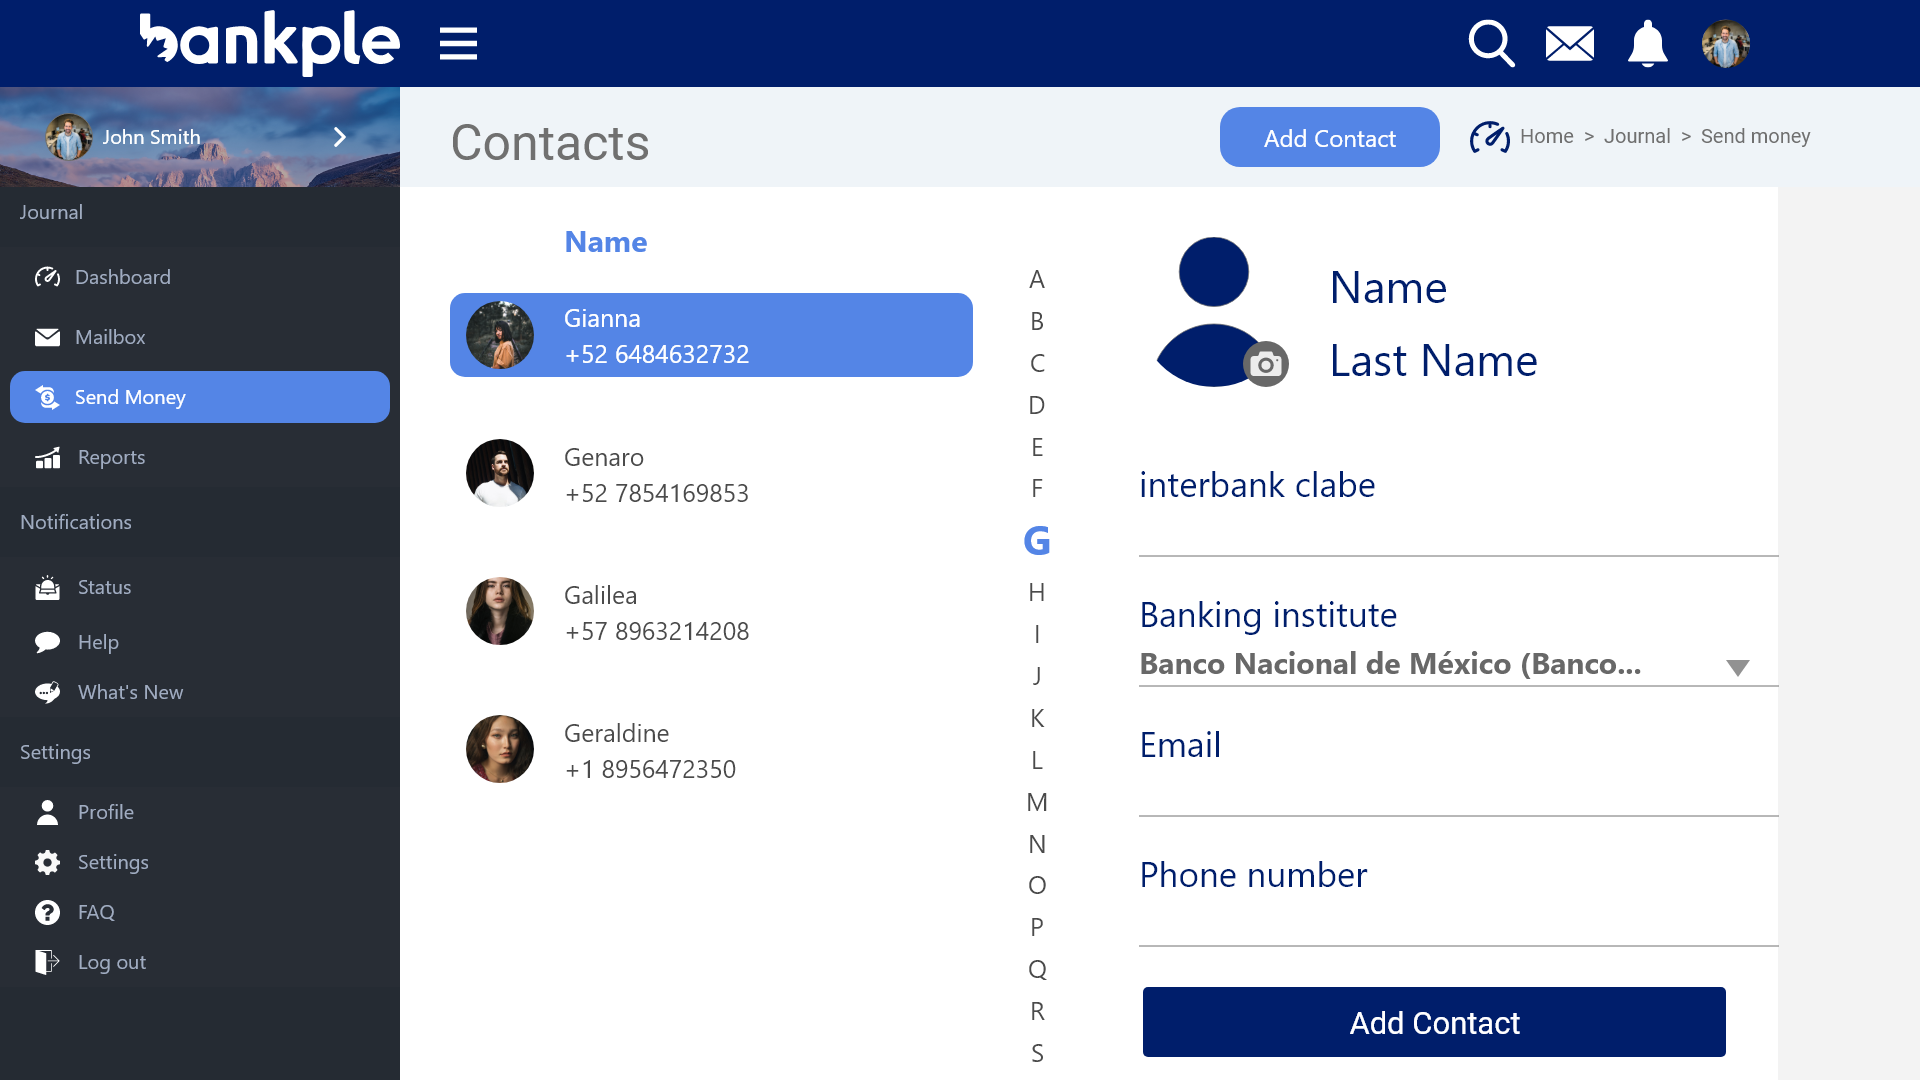 bankple
John Smith
Contacts
Add Contact
Home > Journal > Send money
Journal
Dashboard
Mailbox
Send Money
Reports
Notifications
Status
Help
What's New
Settings
Profile
Settings
FAQ
Log out
Name
Gianna
+52 6484632732
Genaro
+52 7854169853
Galilea
+57 8963214208
Geraldine
+1 8956472350
A
B
C
D
E
F
G
H
I
J
K
L
M
N
O
P
Q
R
S
Name
Last Name
interbank clabe
Banking institute
Banco Nacional de México (Banco...
Email
Phone number
Add Contact